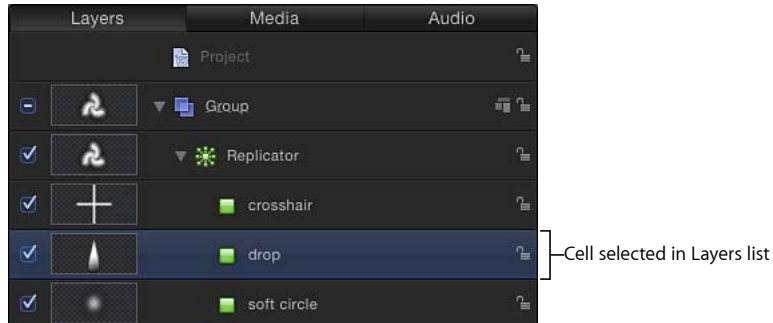 Layers Media Audio
Project
Group
Replicator
crosshair
drop
Cell selected in Layers list
soft circle